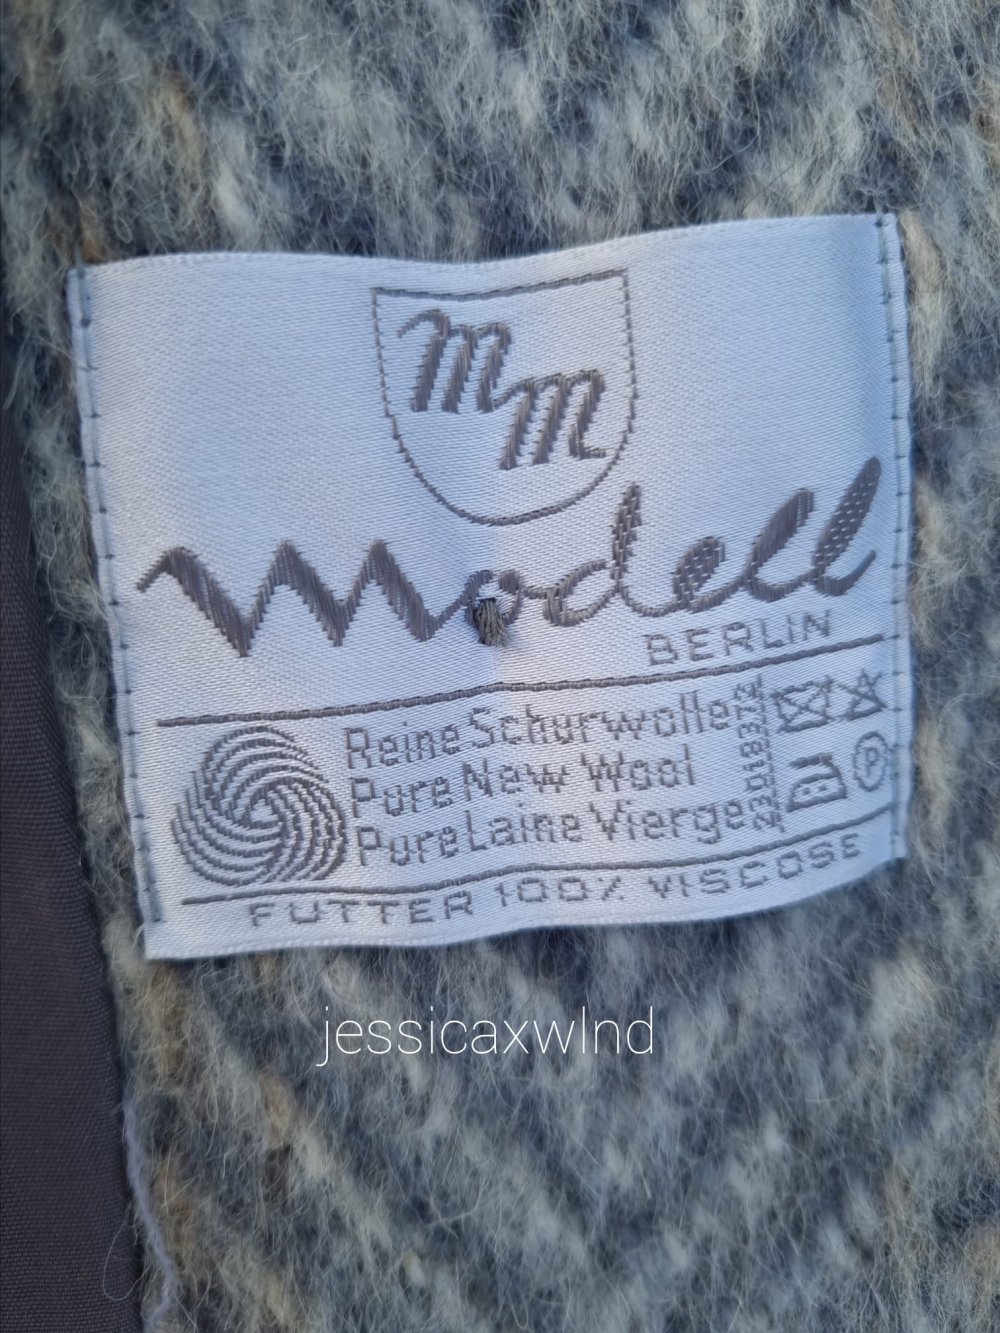 mm
Modell
BERLIN
Reine Schurwolle
Pure New Wool
Pure Laine Vierge
FUTTER 100% VISCOSE
P
jessicaxwlnd